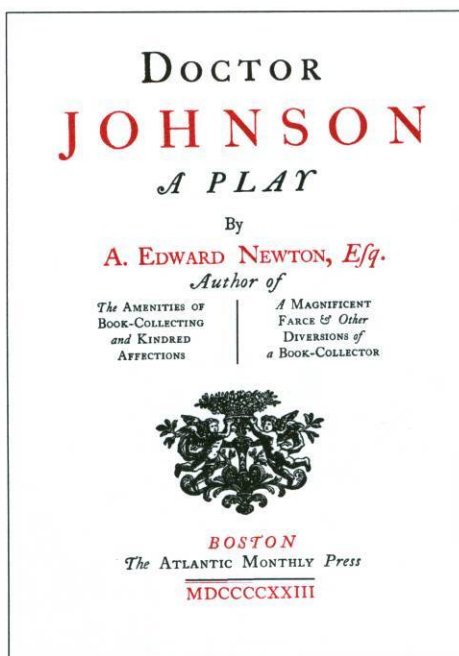 DOCTOR
JOHNSON
A PLAY
By
A. EDWARD NEWTON, Eſq.
Author of
The AMENITIES OF
BOOK-COLLECTING
and KINDRED
AFFECTIONS
A MAGNIFICENT
FARCE & Other
DIVERSIONS of
a BOOK-COLLECTOR
BOSTON
The ATLANTIC MONTHLY PRESS
MDCCCCXXIII